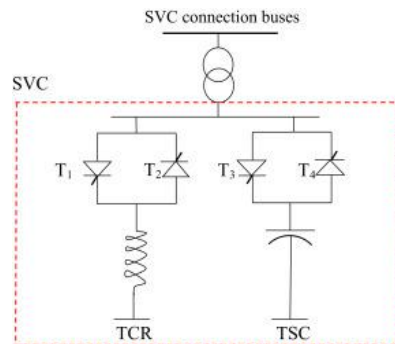 SVC connection buses
SVC
T1 T2 T3 T4
TCR TSC